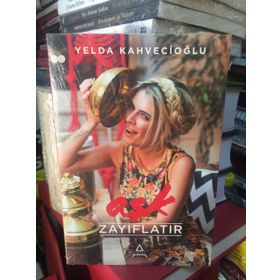 YELDA KAHVECİOĞLU
aşk
ZAYIFLATIR